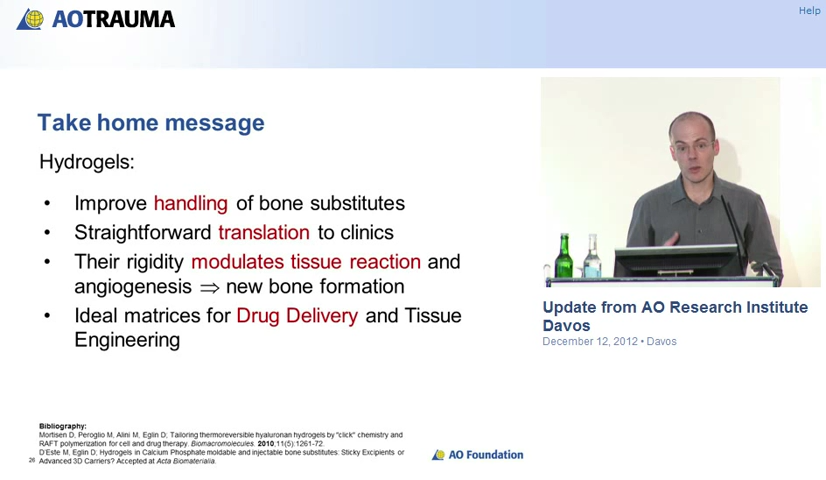 AOTRAUMA
Help
Take home message
Hydrogels:
• Improve handling of bone substitutes
• Straightforward translation to clinics
• Their rigidity modulates tissue reaction and
angiogenesis ⇒ new bone formation
• Ideal matrices for Drug Delivery and Tissue
Engineering
Update from AO Research Institute
Davos
December 12, 2012 • Davos
Bibliography:
Mortisen D, Peroglio M, Alini M, Eglin D; Tailoring thermoreversible hyaluronan hydrogels by "click" chemistry and
RAFT polymerization for cell and drug therapy. Biomacromolecules. 2010;11(5):1261-72.
D'Este M, Eglin D; Hydrogels in Calcium Phosphate moldable and injectable bone substitutes: Sticky Excipients or
26 Advanced 3D Carriers? Accepted at Acta Biomaterialia.
AO Foundation